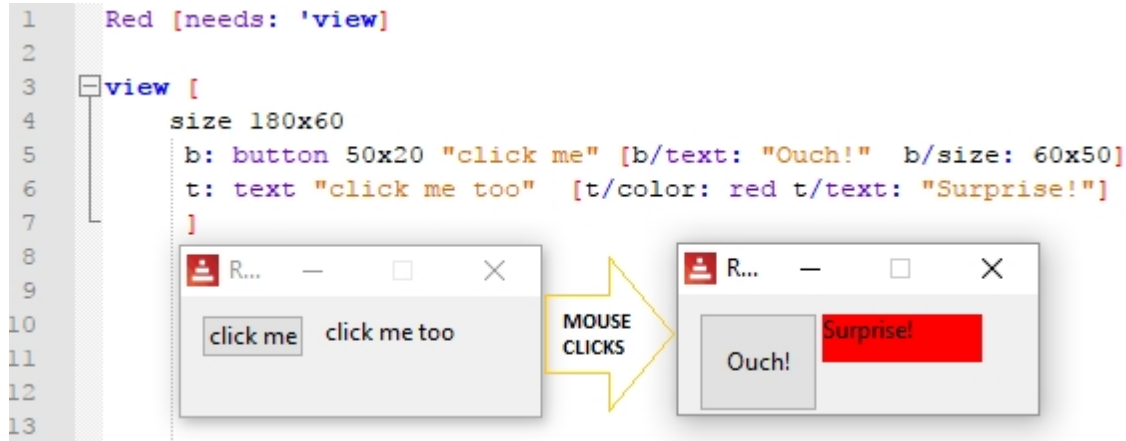 1 Red [needs: 'view]
2
3 view [
4 size 180x60
5 b: button 50x20 "click me" [b/text: "Ouch!" b/size: 60x50]
6 t: text "click me too" [t/color: red t/text: "Surprise!"]
7 ]
8
9
10
11
12
13
R...
click me
click me too
MOUSE
CLICKS
R...
Ouch!
Surprise!